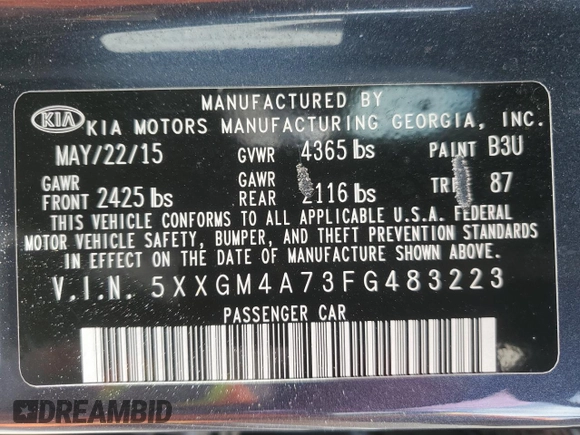 MANUFACTURED BY
KIA KIA MOTORS MANUFACTURING GEORGIA, INC.
MAY/22/15 GVWR 4365 lbs PAINT B3U
GAWR FRONT 2425 lbs GAWR REAR 2116 lbs 87
THIS VEHICLE CONFORMS TO ALL APPLICABLE U.S.A. FEDERAL
MOTOR VEHICLE SAFETY, BUMPER, AND THEFT PREVENTION STANDARDS
IN EFFECT ON THE DATE OF MANUFACTURE SHOWN ABOVE.
V.I.N. 5XXGM4A73FG483223
PASSENGER CAR
DREAMBID